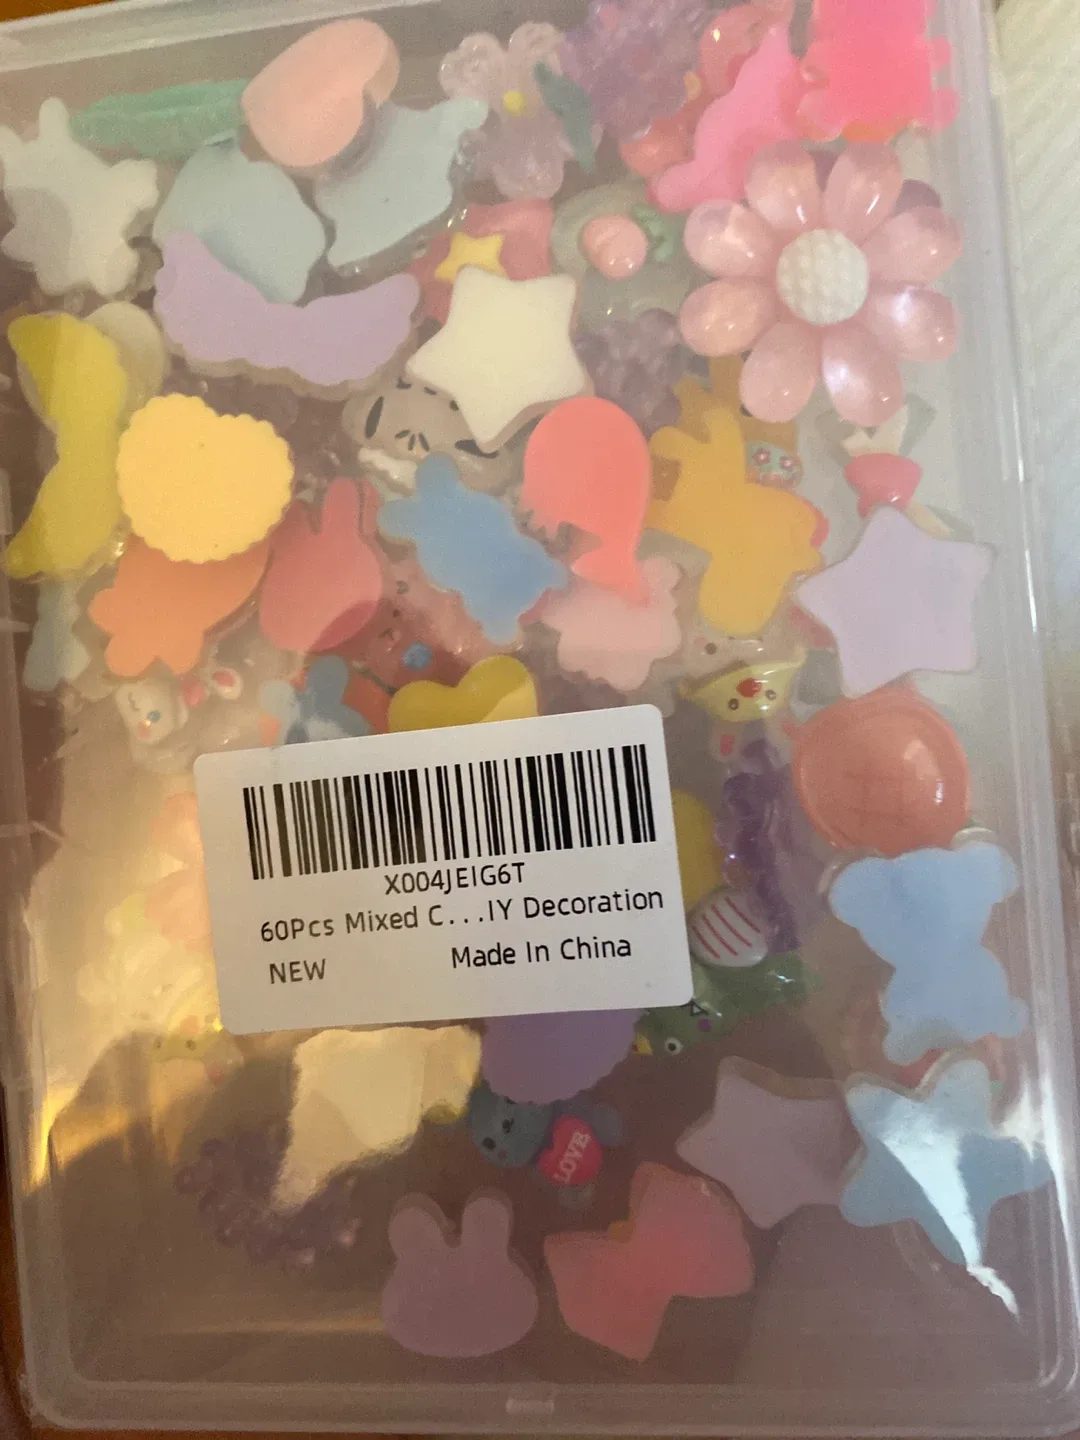 X004JEIG6T
60Pcs Mixed C...IY Decoration
NEW Made In China
LOVE